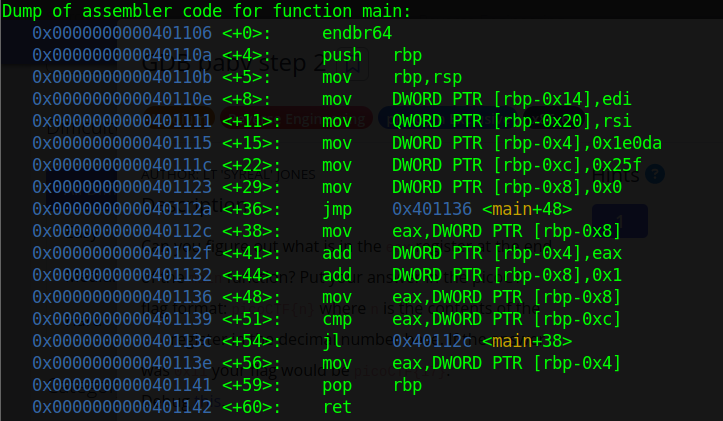 Dump of assembler code for function main:
0x0000000000401106 <+0>: endbr64
0x000000000040110a <+4>: push rbp
0x000000000040110b <+5>: mov rbp,rsp
0x000000000040110e <+8>: mov DWORD PTR [rbp-0x14],edi
0x0000000000401111 <+11>: mov QWORD PTR [rbp-0x20],rsi
0x0000000000401115 <+15>: mov DWORD PTR [rbp-0x4],0x1e0da
0x000000000040111c <+22>: mov DWORD PTR [rbp-0xc],0x25f
0x0000000000401123 <+29>: mov DWORD PTR [rbp-0x8],0x0
0x000000000040112a <+36>: jmp 0x401136 <main+48>
0x000000000040112c <+38>: mov eax,DWORD PTR [rbp-0x8]
0x000000000040112f <+41>: add DWORD PTR [rbp-0x4],eax
0x0000000000401132 <+44>: add DWORD PTR [rbp-0x8],0x1
0x0000000000401136 <+48>: mov eax,DWORD PTR [rbp-0x8]
0x0000000000401139 <+51>: cmp eax,DWORD PTR [rbp-0xc]
0x000000000040113c <+54>: jl 0x40112c <main+38>
0x000000000040113e <+56>: mov eax,DWORD PTR [rbp-0x4]
0x0000000000401141 <+59>: pop rbp
0x0000000000401142 <+60>: ret